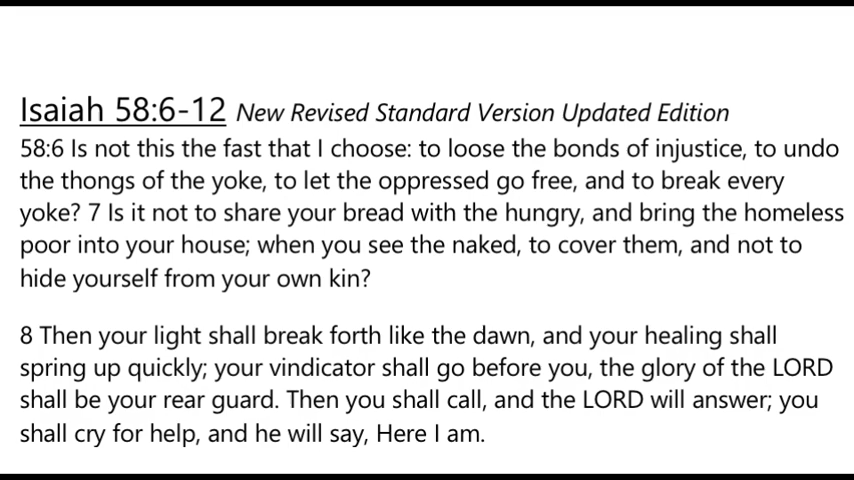 Isaiah 58:6-12 New Revised Standard Version Updated Edition
58:6 Is not this the fast that I choose: to loose the bonds of injustice, to undo
the thongs of the yoke, to let the oppressed go free, and to break every
yoke? 7 Is it not to share your bread with the hungry, and bring the homeless
poor into your house; when you see the naked, to cover them, and not to
hide yourself from your own kin?
8 Then your light shall break forth like the dawn, and your healing shall
spring up quickly; your vindicator shall go before you, the glory of the LORD
shall be your rear guard. Then you shall call, and the LORD will answer; you
shall cry for help, and he will say, Here I am.